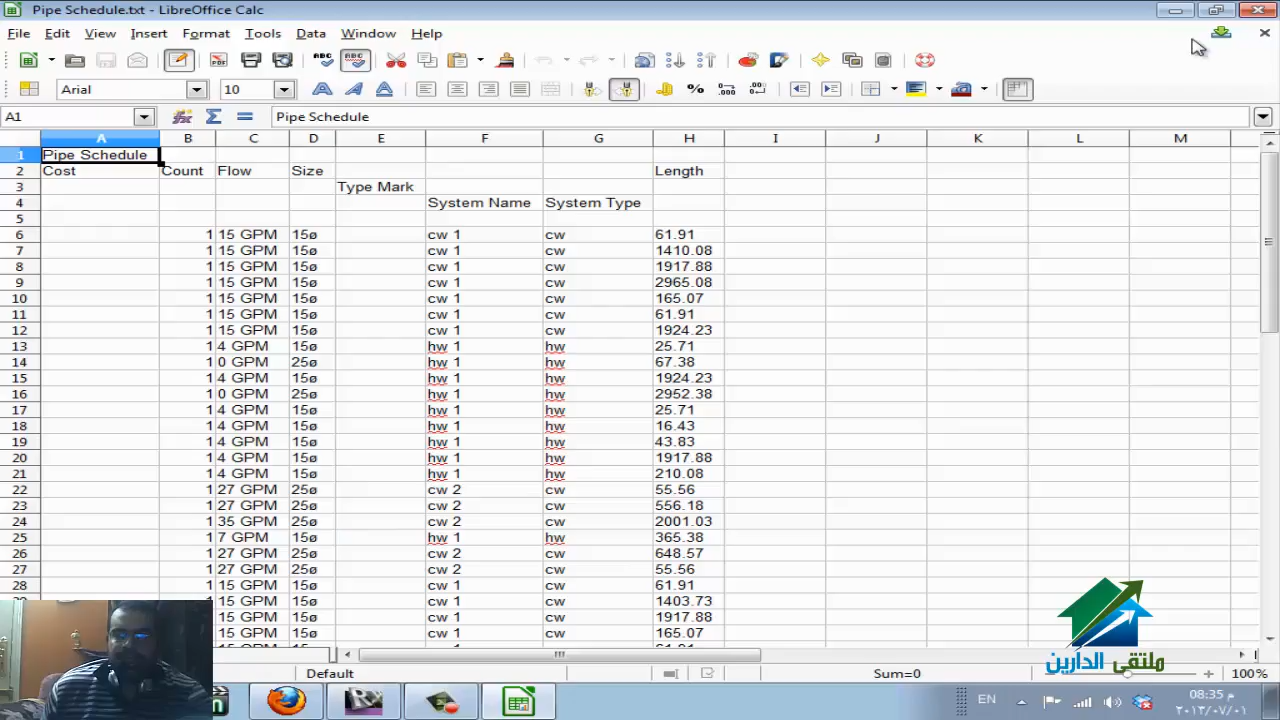 Pipe Schedule.txt - LibreOffice Calc
File Edit View Insert Format Tools Data Window Help
Arial 10
A1 Pipe Schedule
A B C D E F G H I J K L M
1 Pipe Schedule
2 Cost Count Flow Size Length
3 Type Mark
4 System Name System Type
5
6 1 15 GPM 15ø cw 1 cw 61.91
7 1 15 GPM 15ø cw 1 cw 1410.08
8 1 15 GPM 15ø cw 1 cw 1917.88
9 1 15 GPM 15ø cw 1 cw 2965.08
10 1 15 GPM 15ø cw 1 cw 165.07
11 1 15 GPM 15ø cw 1 cw 61.91
12 1 15 GPM 15ø cw 1 cw 1924.23
13 1 4 GPM 15ø hw 1 hw 25.71
14 1 0 GPM 25ø hw 1 hw 67.38
15 1 4 GPM 15ø hw 1 hw 1924.23
16 1 0 GPM 25ø hw 1 hw 2952.38
17 1 4 GPM 15ø hw 1 hw 25.71
18 1 4 GPM 15ø hw 1 hw 16.43
19 1 4 GPM 15ø hw 1 hw 43.83
20 1 4 GPM 15ø hw 1 hw 1917.88
21 1 4 GPM 15ø hw 1 hw 210.08
22 1 27 GPM 25ø cw 2 cw 55.56
23 1 27 GPM 25ø cw 2 cw 556.18
24 1 35 GPM 25ø cw 2 cw 2001.03
25 1 7 GPM 15ø hw 1 hw 365.38
26 1 27 GPM 25ø cw 2 cw 648.57
27 1 27 GPM 25ø cw 2 cw 55.56
28 1 15 GPM 15ø cw 1 cw 61.91
15 GPM 15ø cw 1 cw 1403.73
15 GPM 15ø cw 1 cw 1917.88
15 GPM 15ø cw 1 cw 165.07
ملتقى الدارين
Default Sum=0 100%
EN 08:35 م
٢٠١٣/٠٧/٠١